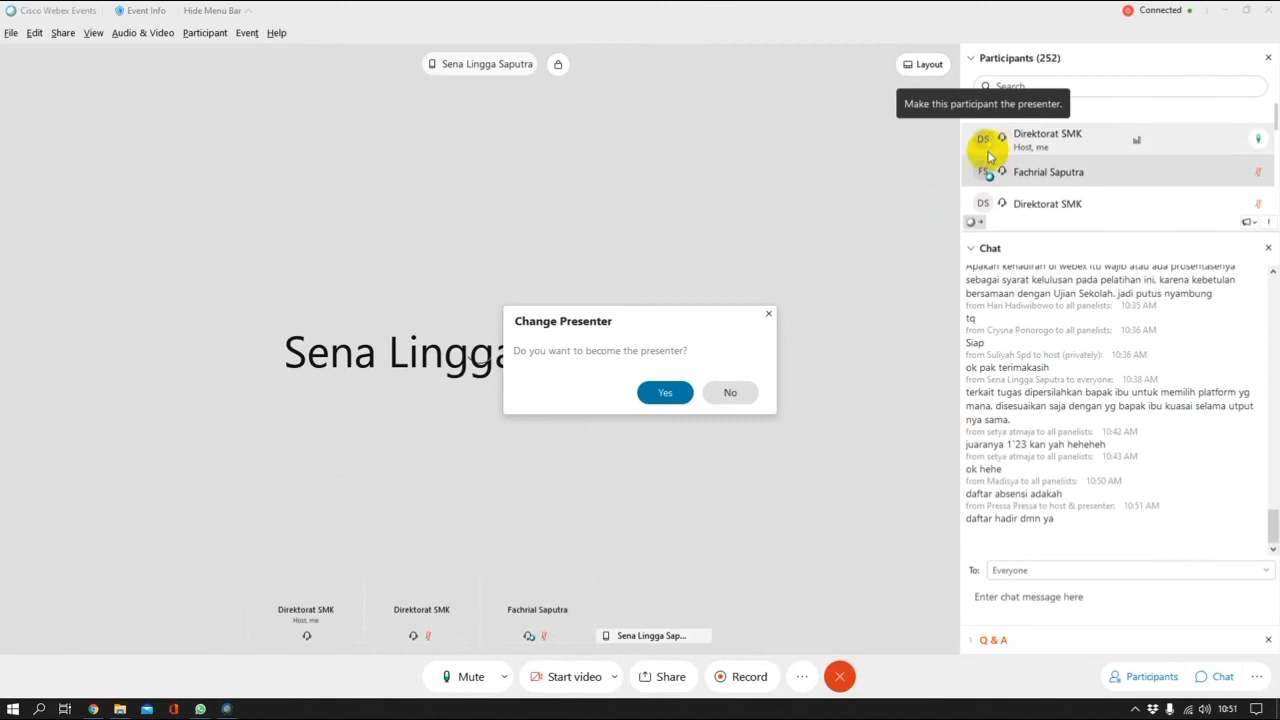 Cisco Webex Events
Event Info
Hide Menu Bar
Connected
File Edit Share View Audio & Video Participant Event Help
Sena Lingga Saputra
Layout
Participants (252)
Search
Make this participant the presenter.
DS
Direktorat SMK
Host, me
FS
Fachrial Saputra
DS
Direktorat SMK
Chat
Apakah kehadiran di webex itu wajib atau ada prosentasenya
sebagai syarat kelulusan pada pelatihan ini, karena kebetulan
bersamaan dengan Ujian Sekolah. jadi putus nyambung
from Hari Hadiwibowo to all panelists: 10:35 AM
tq
from Crysna Ponorogo to all panelists: 10:36 AM
Siap
from Suliyah Spd to host (privately): 10:36 AM
ok pak terimakasih
from Sena Lingga Saputra to everyone: 10:38 AM
terkait tugas dipersilahkan bapak ibu untuk memilih platform yg
mana, disesuaikan saja dengan yg bapak ibu kuasai selama utput
nya sama.
from setya atmaja to all panelists: 10:42 AM
juaranya 1`23 kan yah heheheh
from setya atmaja to all panelists: 10:43 AM
ok hehe
from Madisya to all panelists: 10:50 AM
daftar absensi adakah
from Pressa Pressa to host & presenter: 10:51 AM
daftar hadir dmn ya
To: Everyone
Enter chat message here
Q & A
Sena Lingga
Change Presenter
Do you want to become the presenter?
Yes
No
Direktorat SMK
Host, me
Direktorat SMK
Fachrial Saputra
Sena Lingga Sap...
Mute
Start video
Share
Record
Participants
Chat
10:51